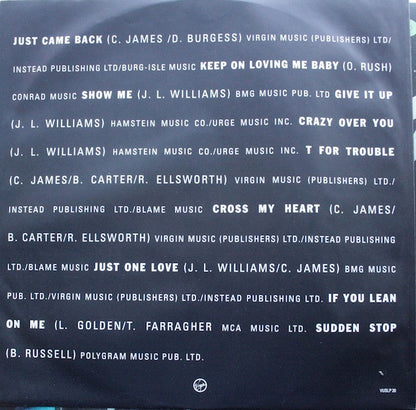 JUST CAME BACK (C. JAMES /D. BURGESS) VIRGIN MUSIC (PUBLISHERS) LTD/
INSTEAD PUBLISHING LTD/BURG-ISLE MUSIC KEEP ON LOVING ME BABY (O. RUSH)
CONRAD MUSIC SHOW ME (J. L. WILLIAMS) BMG MUSIC PUB. LTD GIVE IT UP
(J. L. WILLIAMS) HAMSTEIN MUSIC CO./URGE MUSIC INC. CRAZY OVER YOU
(J. L. WILLIAMS) HAMSTEIN MUSIC CO./URGE MUSIC INC. T FOR TROUBLE
(C. JAMES/B. CARTER/R. ELLSWORTH) VIRGIN MUSIC (PUBLISHERS) LTD./
INSTEAD PUBLISHING LTD./BLAME MUSIC CROSS MY HEART (C. JAMES/
B. CARTER/R. ELLSWORTH) VIRGIN MUSIC (PUBLISHERS) LTD./INSTEAD PUBLISHING
LTD./BLAME MUSIC JUST ONE LOVE (J. L. WILLIAMS/C. JAMES) BMG MUSIC
PUB. LTD./VIRGIN MUSIC (PUBLISHERS) LTD./INSTEAD PUBLISHING LTD. IF YOU LEAN
ON ME (L. GOLDEN/T. FARRAGHER MCA MUSIC LTD. SUDDEN STOP
(B. RUSSELL) POLYGRAM MUSIC PUB. LTD.
Virgin
VUSLP 20